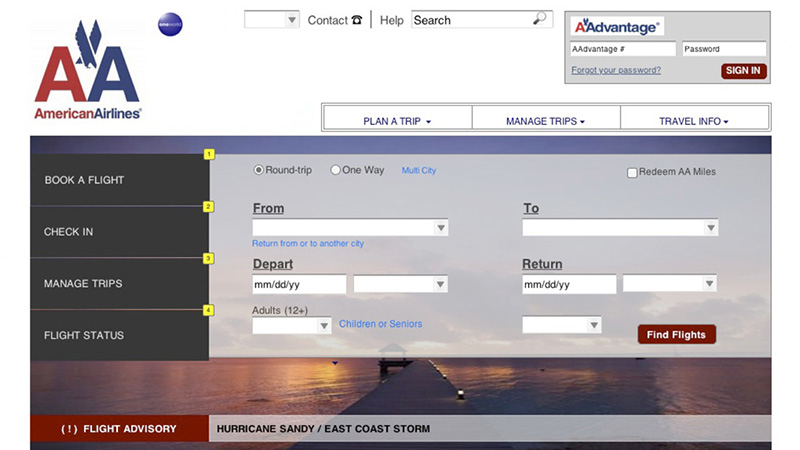 oneworld
Contact ☎ | Help Search
AAdvantage®
AAdvantage # Password
Forgot your password? SIGN IN
AA
AmericanAirlines®
PLAN A TRIP MANAGE TRIPS TRAVEL INFO
1
BOOK A FLIGHT
2
CHECK IN
3
MANAGE TRIPS
4
FLIGHT STATUS
Round-trip One Way Multi City Redeem AA Miles
From To
Return from or to another city
Depart Return
mm/dd/yy mm/dd/yy
Adults (12+)
Children or Seniors
Find Flights
( ! ) FLIGHT ADVISORY HURRICANE SANDY / EAST COAST STORM